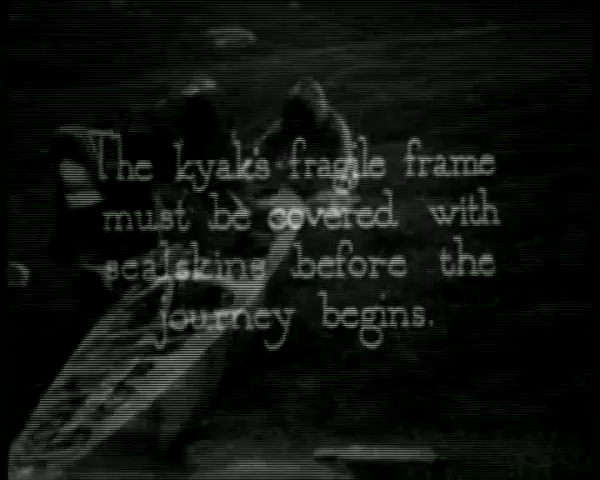 The kyak's fragile frame
must be covered with
sealskins before the
journey begins.